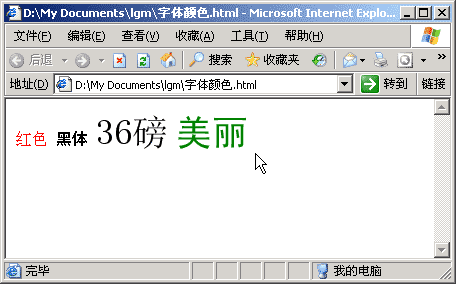 D:\My Documents\lgm\字体颜色.html - Microsoft Internet Explo...
文件(F) 编辑(E) 查看(V) 收藏(A) 工具(T) 帮助(H)
后退 搜索 收藏夹
地址(D) D:\My Documents\lgm\字体颜色.html 转到 链接
红色 黑体 36磅 美丽
完毕 我的电脑